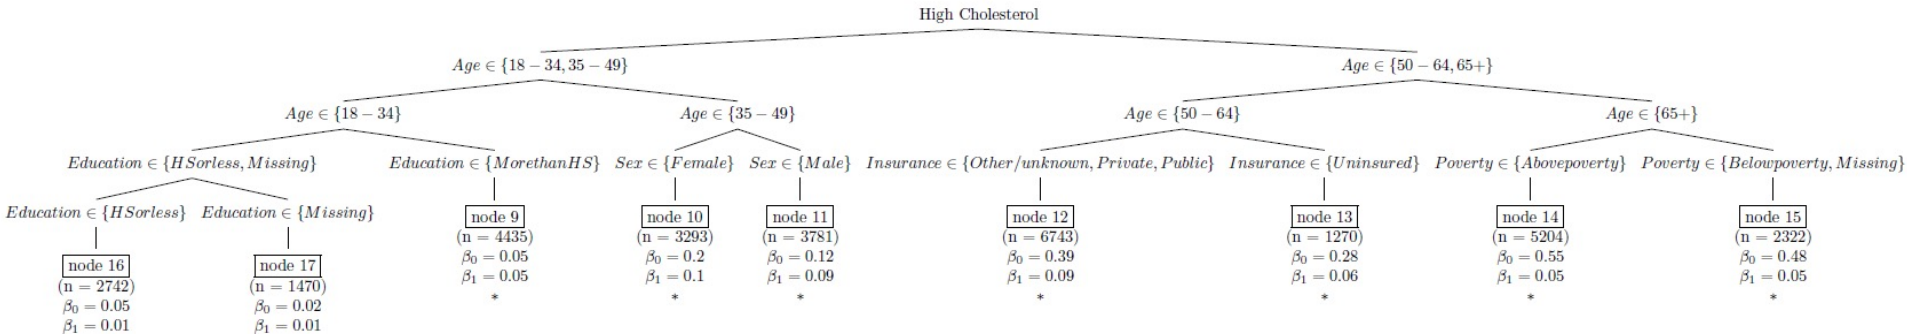 High Cholesterol
Age ∈ {18 − 34, 35 − 49}
Age ∈ {50 − 64, 65+}
Age ∈ {18 − 34}
Age ∈ {35 − 49}
Age ∈ {50 − 64}
Age ∈ {65+}
Education ∈ {HSorless, Missing}
Education ∈ {MorethanHS}
Sex ∈ {Female}
Sex ∈ {Male}
Insurance ∈ {Other/unknown, Private, Public}
Insurance ∈ {Uninsured}
Poverty ∈ {Abovepoverty}
Poverty ∈ {Belowpoverty, Missing}
Education ∈ {HSorless}
Education ∈ {Missing}
node 16
(n = 2742)
β0 = 0.05
β1 = 0.01
node 17
(n = 1470)
β0 = 0.02
β1 = 0.01
node 9
(n = 4435)
β0 = 0.05
β1 = 0.05
*
node 10
(n = 3293)
β0 = 0.2
β1 = 0.1
*
node 11
(n = 3781)
β0 = 0.12
β1 = 0.09
*
node 12
(n = 6743)
β0 = 0.39
β1 = 0.09
*
node 13
(n = 1270)
β0 = 0.28
β1 = 0.06
*
node 14
(n = 5204)
β0 = 0.55
β1 = 0.05
*
node 15
(n = 2322)
β0 = 0.48
β1 = 0.05
*